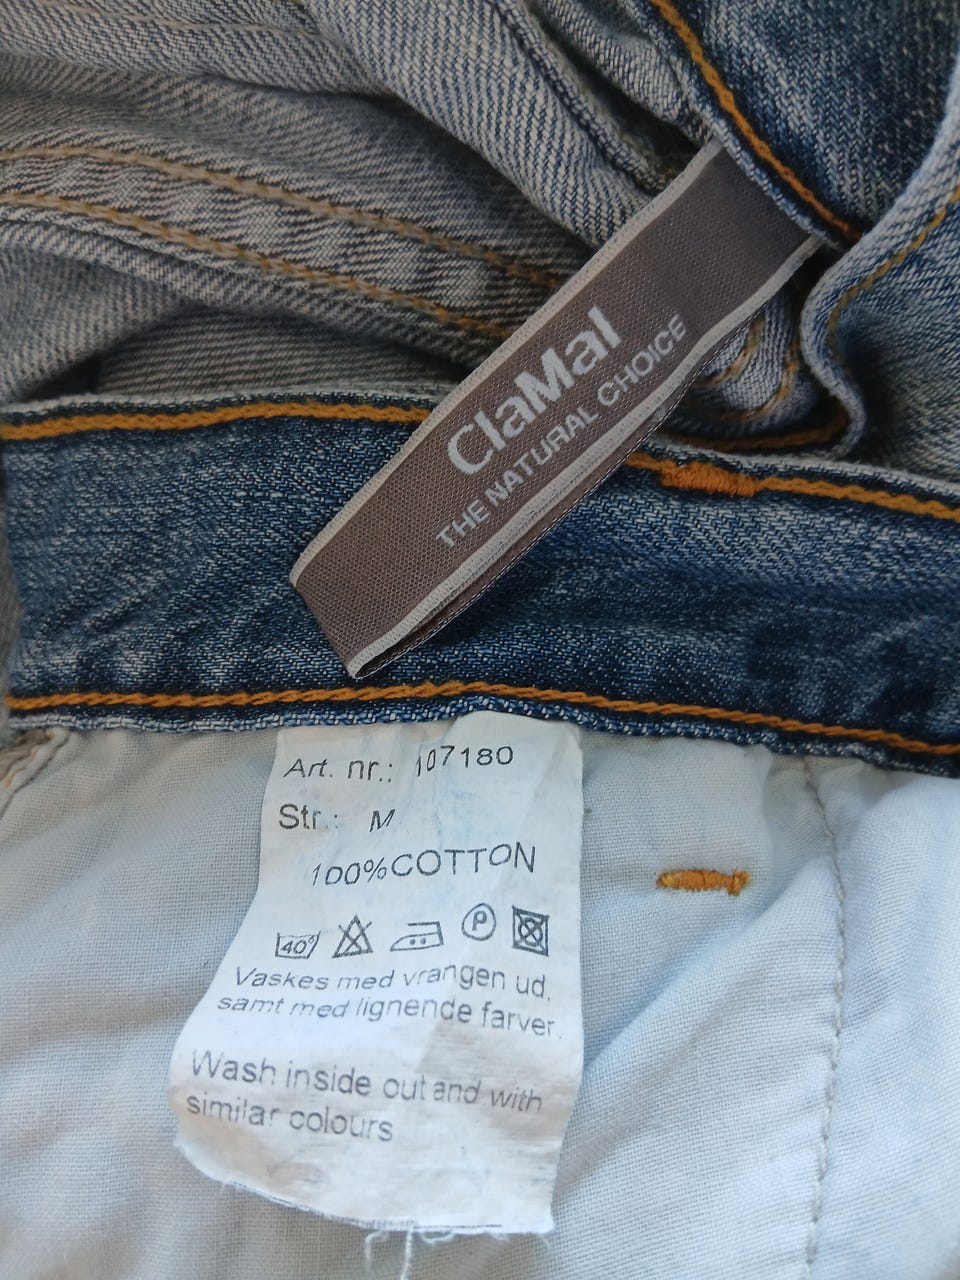 ClaMal
THE NATURAL CHOICE
Art. nr.: 107180
Str.: M
100%COTTON
40° P
Vaskes med vrangen ud,
samt med lignende farver.
Wash inside out and with
similar colours